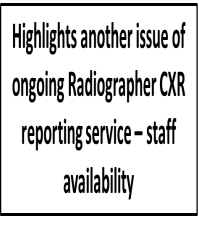 Highlights another issue of
ongoing Radiographer CXR
reporting service – staff
availability